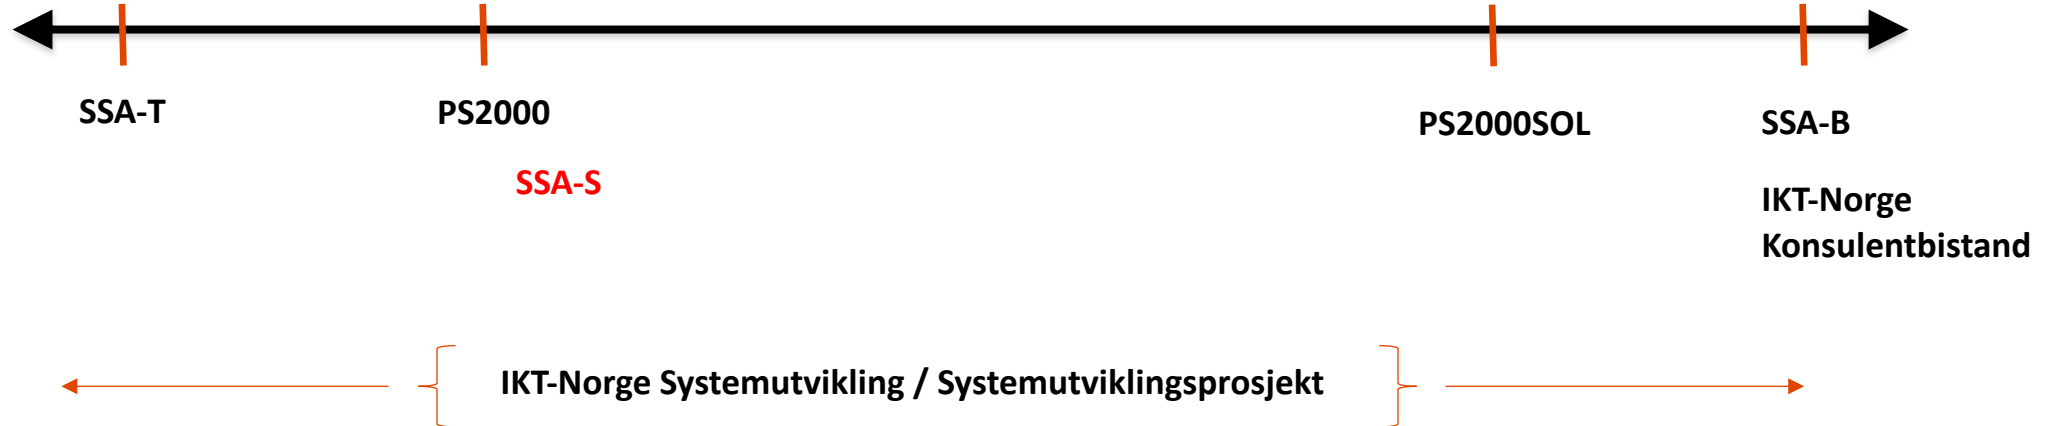 SSA-T
PS2000
PS2000SOL
SSA-B
SSA-S
IKT-Norge
Konsulentbistand
IKT-Norge Systemutvikling / Systemutviklingsprosjekt